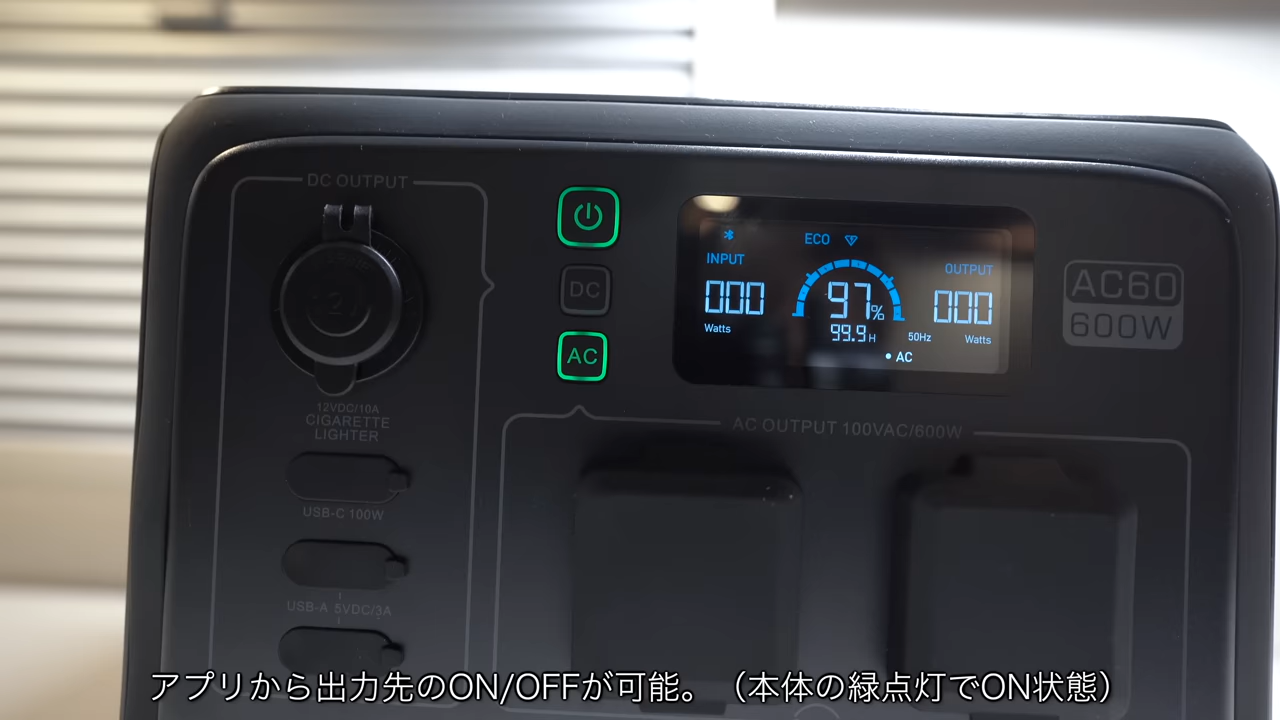 DC OUTPUT
12VDC/10A
CIGARETTE
LIGHTER
USB-C 100W
USB-A 5VDC/3A
DC
AC
ECO
INPUT
000
Watts
97%
99.9H
OUTPUT
000
50Hz
Watts
AC
AC60
600W
AC OUTPUT 100VAC/600W
アプリから出力先のON/OFFが可能。（本体の緑点灯でON状態）